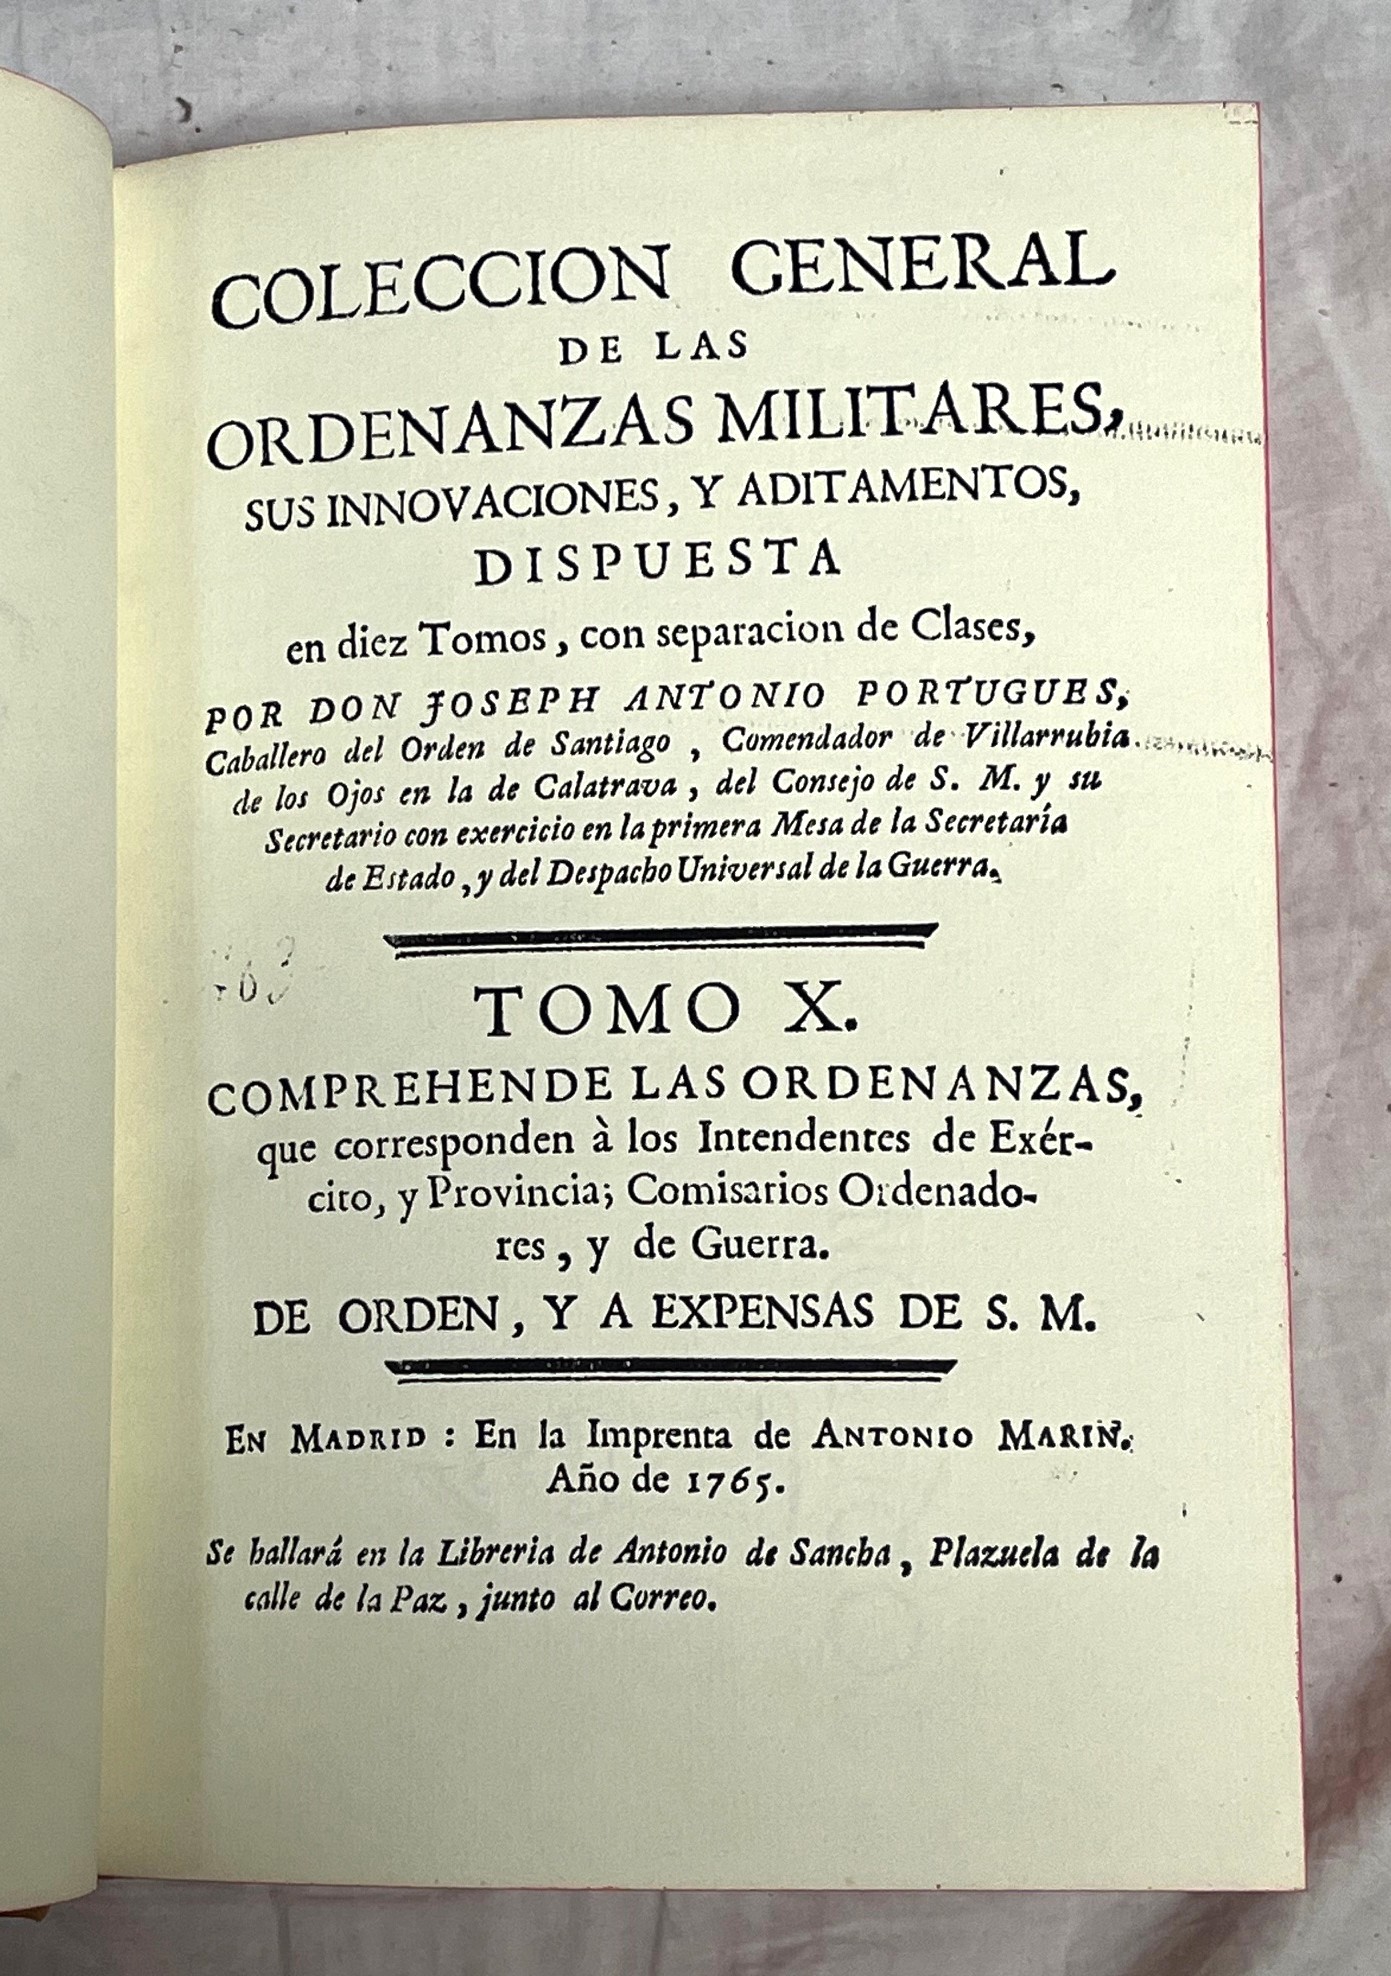 COLECCION GENERAL
DE LAS
ORDENANZAS MILITARES,
SUS INNOVACIONES, Y ADITAMENTOS,
DISPUESTA
en diez Tomos, con separacion de Clases,
POR DON JOSEPH ANTONIO PORTUGUES,
Caballero del Orden de Santiago, Comendador de Villarrubia
de los Ojos en la de Calatrava, del Consejo de S. M. y su
Secretario con exercicio en la primera Mesa de la Secretaría
de Estado, y del Despacho Universal de la Guerra.
TOMO X.
COMPREHENDE LAS ORDENANZAS,
que corresponden à los Intendentes de Exér-
cito, y Provincia; Comisarios Ordenado-
res, y de Guerra.
DE ORDEN, Y A EXPENSAS DE S. M.
EN MADRID: En la Imprenta de ANTONIO MARIN.
Año de 1765.
Se hallará en la Libreria de Antonio de Sancha, Plazuela de la
calle de la Paz, junto al Correo.